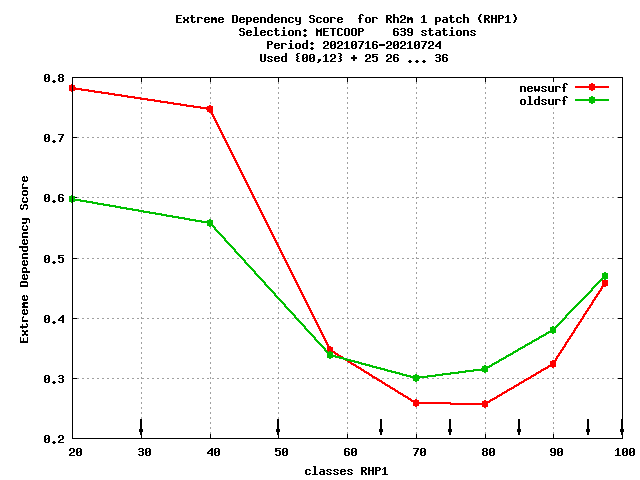 Extreme Dependency Score  for Rh2m 1 patch (RHP1)
Selection: METCOOP    639 stations
Period: 20210716-20210724
Used {00,12} + 25 26 ... 36
newsurf
oldsurf
0.8
0.7
0.6
0.5
0.4
0.3
0.2
Extreme Dependency Score
20 30 40 50 60 70 80 90 100
classes RHP1